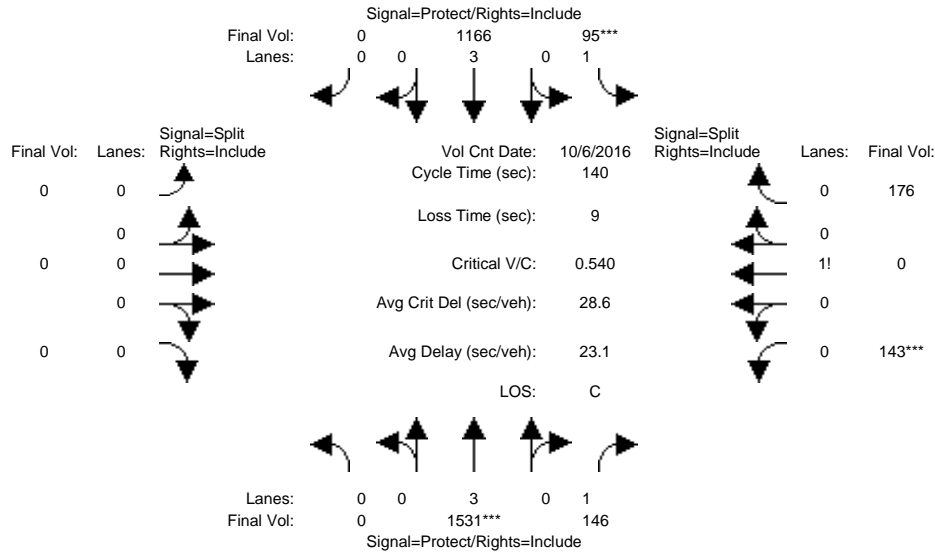 Signal=Protect/Rights=Include
Final Vol: 0 1166 95***
Lanes: 0 0 3 0 1
Signal=Split Signal=Split
Final Vol: Lanes: Rights=Include Vol Cnt Date: 10/6/2016 Rights=Include Lanes: Final Vol:
Cycle Time (sec): 140
0 0 0 176
Loss Time (sec): 9
0 0
0 0 Critical V/C: 0.540 1! 0
0 Avg Crit Del (sec/veh): 28.6 0
0 0 Avg Delay (sec/veh): 23.1 0 143***
LOS: C
Lanes: 0 0 3 0 1
Final Vol: 0 1531*** 146
Signal=Protect/Rights=Include